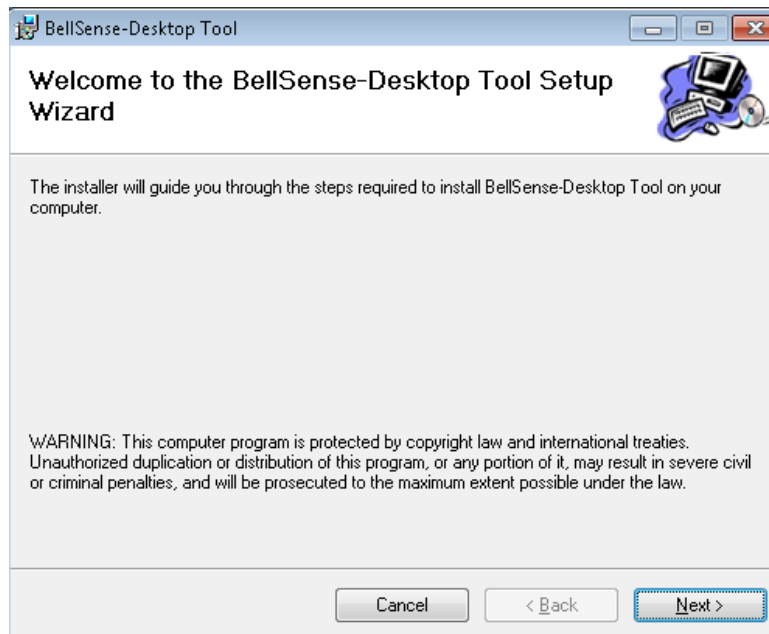 BellSense-Desktop Tool
Welcome to the BellSense-Desktop Tool Setup
Wizard
The installer will guide you through the steps required to install BellSense-Desktop Tool on your
computer.
WARNING: This computer program is protected by copyright law and international treaties.
Unauthorized duplication or distribution of this program, or any portion of it, may result in severe civil
or criminal penalties, and will be prosecuted to the maximum extent possible under the law.
Cancel
< Back
Next >